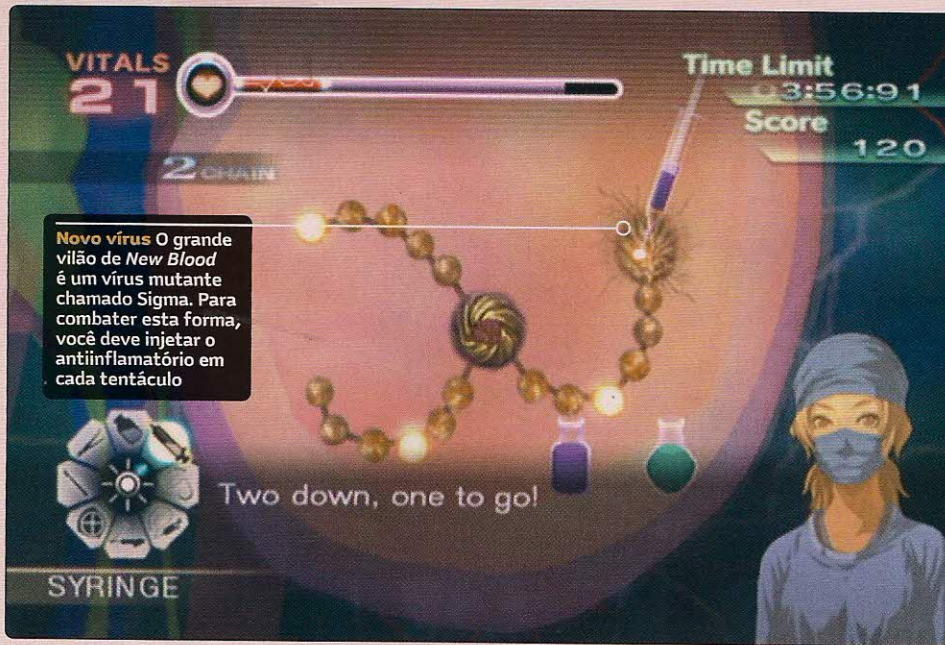 VITALS
21
Time Limit
03:56:91
Score
120
2 CHAIN
Novo vírus O grande
vilão de New Blood
é um vírus mutante
chamado Sigma. Para
combater esta forma,
você deve injetar o
antiinflamatório em
cada tentáculo
Two down, one to go!
SYRINGE